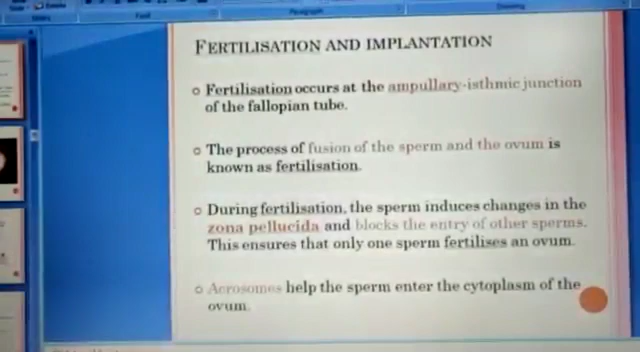 FERTILISATION AND IMPLANTATION
Fertilisation occurs at the ampullary-isthmic junction
of the fallopian tube.
The process of fusion of the sperm and the ovum is
known as fertilisation.
During fertilisation, the sperm induces changes in the
zona pellucida and blocks the entry of other sperms.
This ensures that only one sperm fertilises an ovum.
Acrosomes help the sperm enter the cytoplasm of the
ovum.